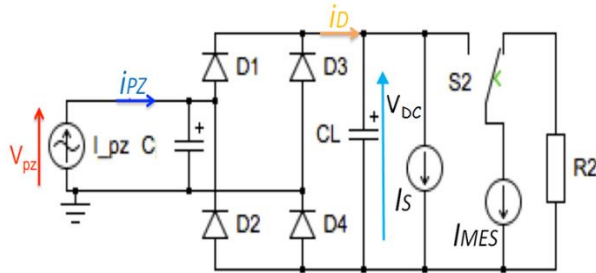 iD
iPZ
D1
D3
S2
VDC
Vpz
I_pz
C
+
CL
+
R2
IS
IMES
D2
D4